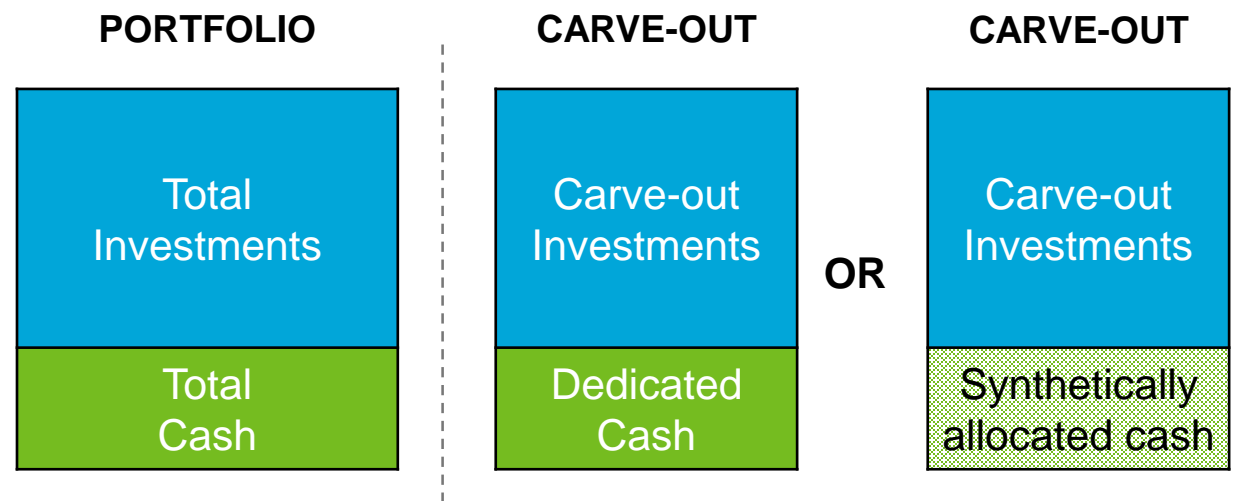 PORTFOLIO
CARVE-OUT
CARVE-OUT
Total
Investments
Total
Cash
Carve-out
Investments
Dedicated
Cash
OR
Carve-out
Investments
Synthetically
allocated cash